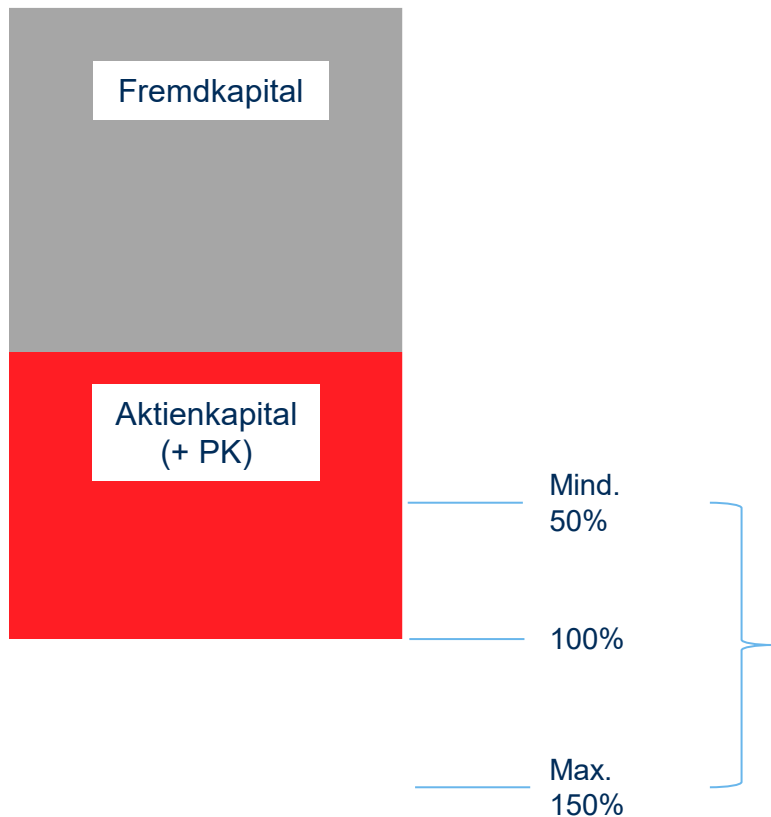 Fremdkapital
Aktienkapital
(+ PK)
Mind.
50%
100%
Max.
150%